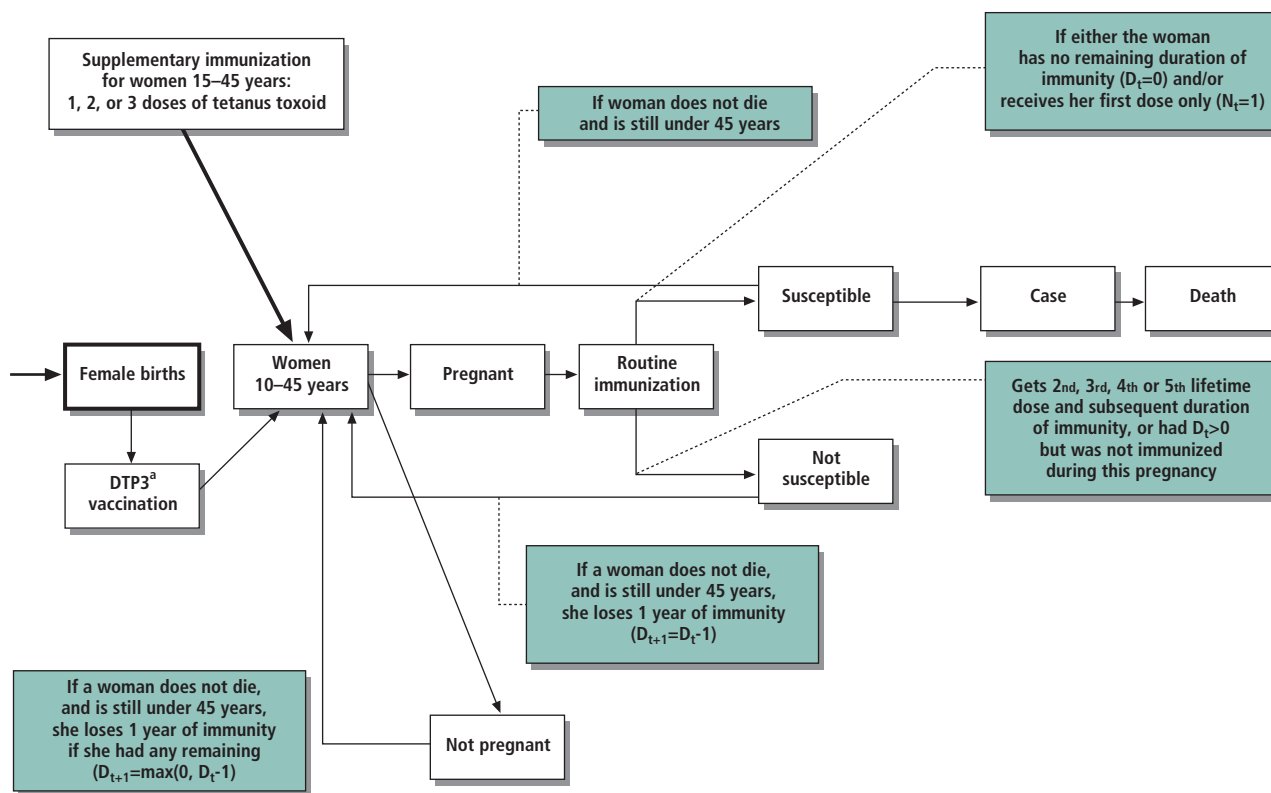 Supplementary immunization
for women 15–45 years:
1, 2, or 3 doses of tetanus toxoid
If woman does not die
and is still under 45 years
If either the woman
has no remaining duration of
immunity (Dt=0) and/or
receives her first dose only (Nt=1)
Susceptible
Case
Death
Female births
Women
10–45 years
Pregnant
Routine
immunization
Gets 2nd, 3rd, 4th or 5th lifetime
dose and subsequent duration
of immunity, or had Dt>0
but was not immunized
during this pregnancy
DTP3a
vaccination
Not
susceptible
If a woman does not die,
and is still under 45 years,
she loses 1 year of immunity
(Dt+1=Dt-1)
If a woman does not die,
and is still under 45 years,
she loses 1 year of immunity
if she had any remaining
(Dt+1=max(0, Dt-1)
Not pregnant